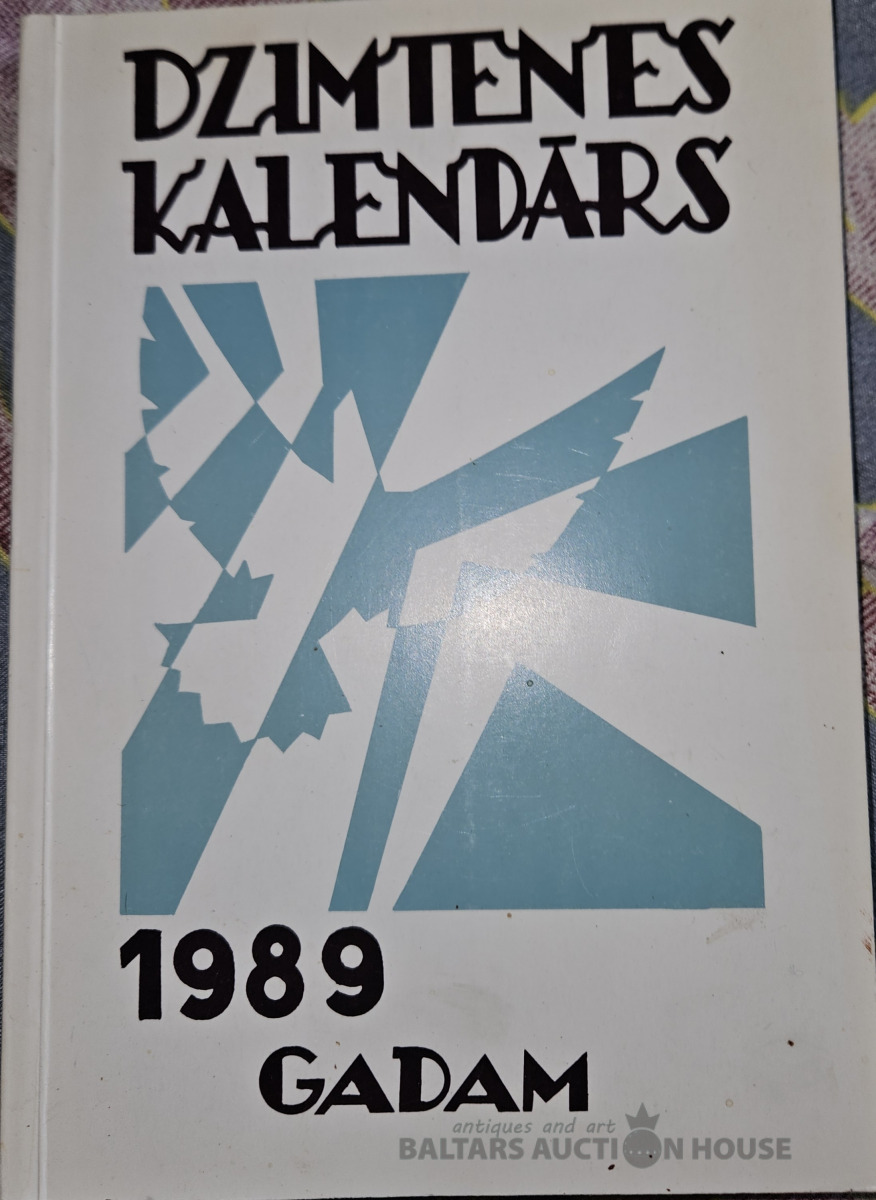 DZIMTENES
KALENDĀRS
1989
GADAM
antiques and art
BALTARS AUCTION HOUSE